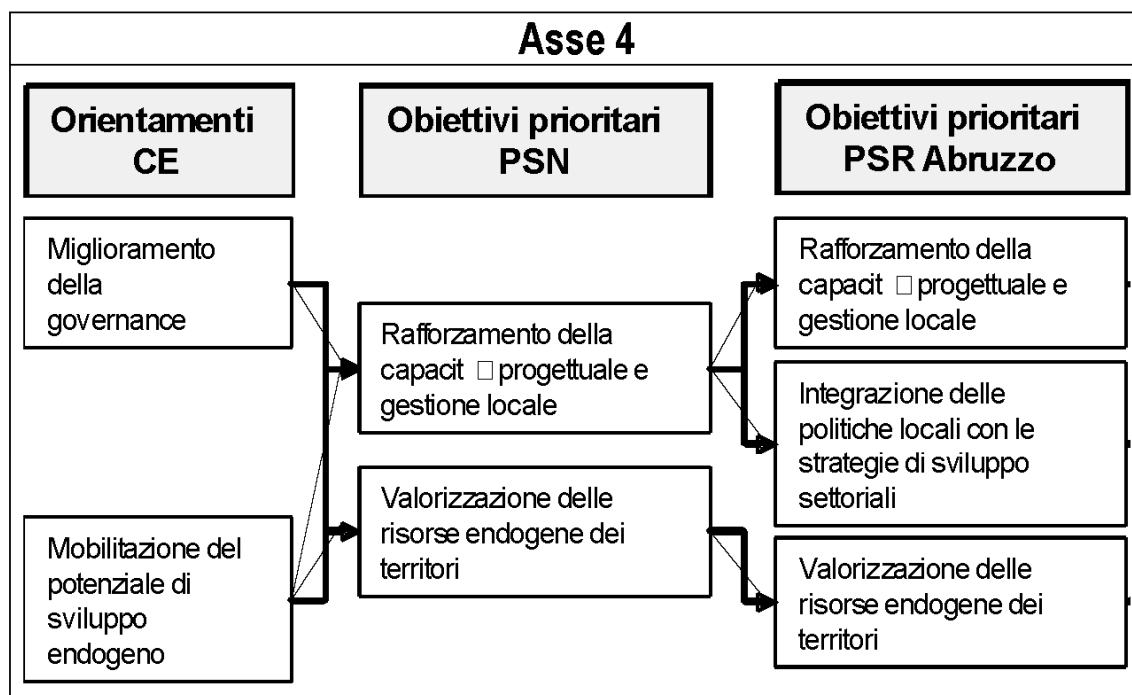 Asse 4
Orientamenti
CE
Obiettivi prioritari
PSN
Obiettivi prioritari
PSR Abruzzo
Miglioramento
della
governance
Mobilitazione del
potenziale di
sviluppo
endogeno
Rafforzamento della
capacit □ progettuale e
gestione locale
Valorizzazione delle
risorse endogene dei
territori
Rafforzamento della
capacit □ progettuale e
gestione locale
Integrazione delle
politiche locali con le
strategie di sviluppo
settoriali
Valorizzazione delle
risorse endogene dei
territori